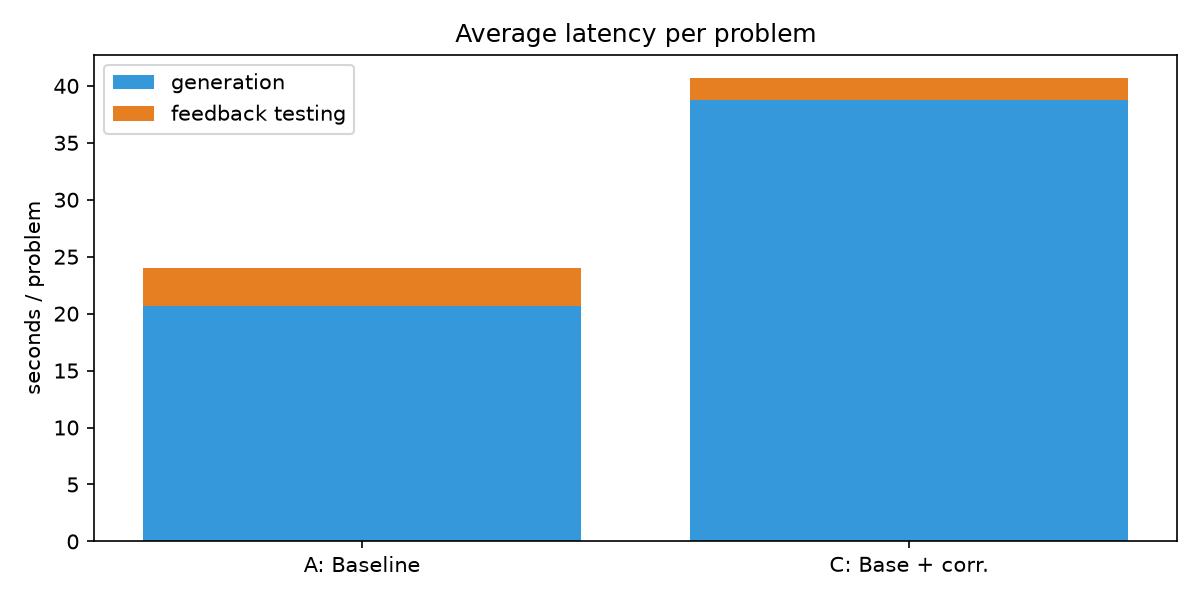 Average latency per problem
generation
feedback testing
seconds / problem
40
35
30
25
20
15
10
5
0
A: Baseline
C: Base + corr.